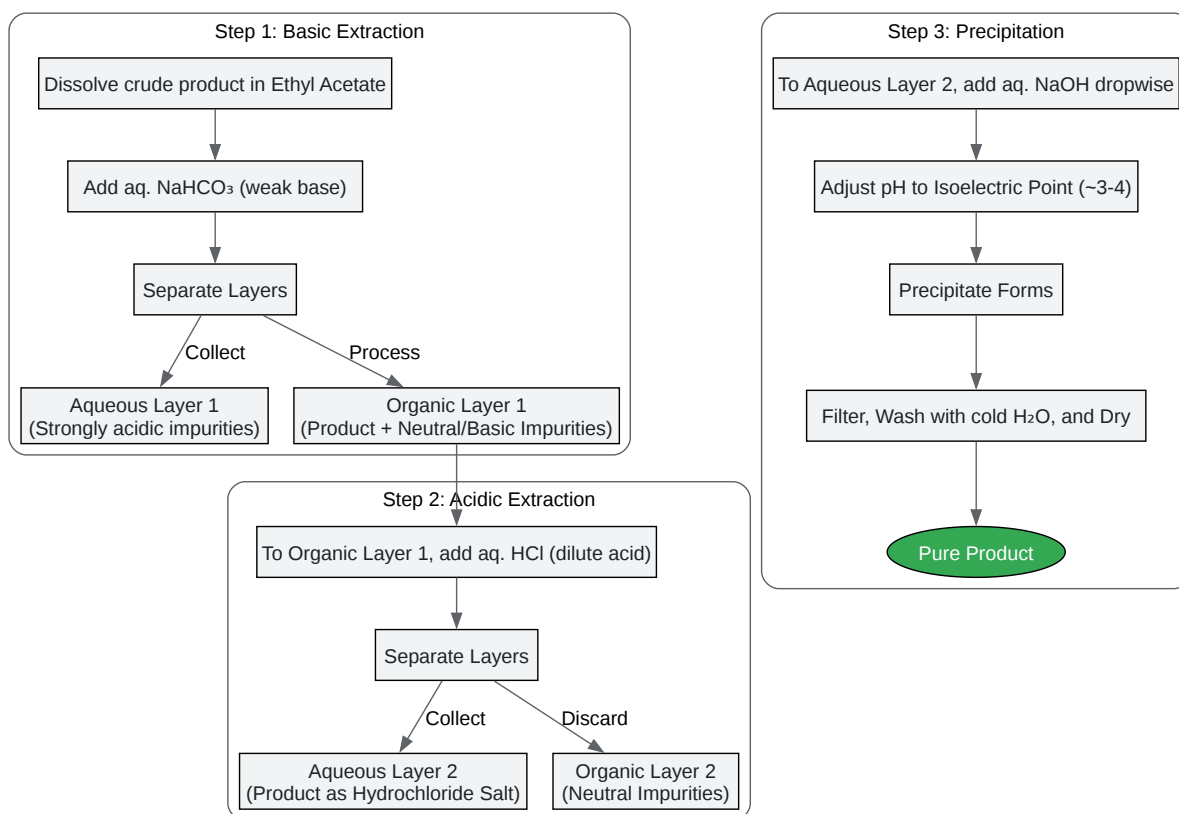 Step 1: Basic Extraction
Dissolve crude product in Ethyl Acetate
Add aq. NaHCO₃ (weak base)
Separate Layers
Collect
Process
Aqueous Layer 1
(Strongly acidic impurities)
Organic Layer 1
(Product + Neutral/Basic Impurities)
Step 2: Acidic Extraction
To Organic Layer 1, add aq. HCl (dilute acid)
Separate Layers
Collect
Discard
Aqueous Layer 2
(Product as Hydrochloride Salt)
Organic Layer 2
(Neutral Impurities)
Step 3: Precipitation
To Aqueous Layer 2, add aq. NaOH dropwise
Adjust pH to Isoelectric Point (~3-4)
Precipitate Forms
Filter, Wash with cold H₂O, and Dry
Pure Product